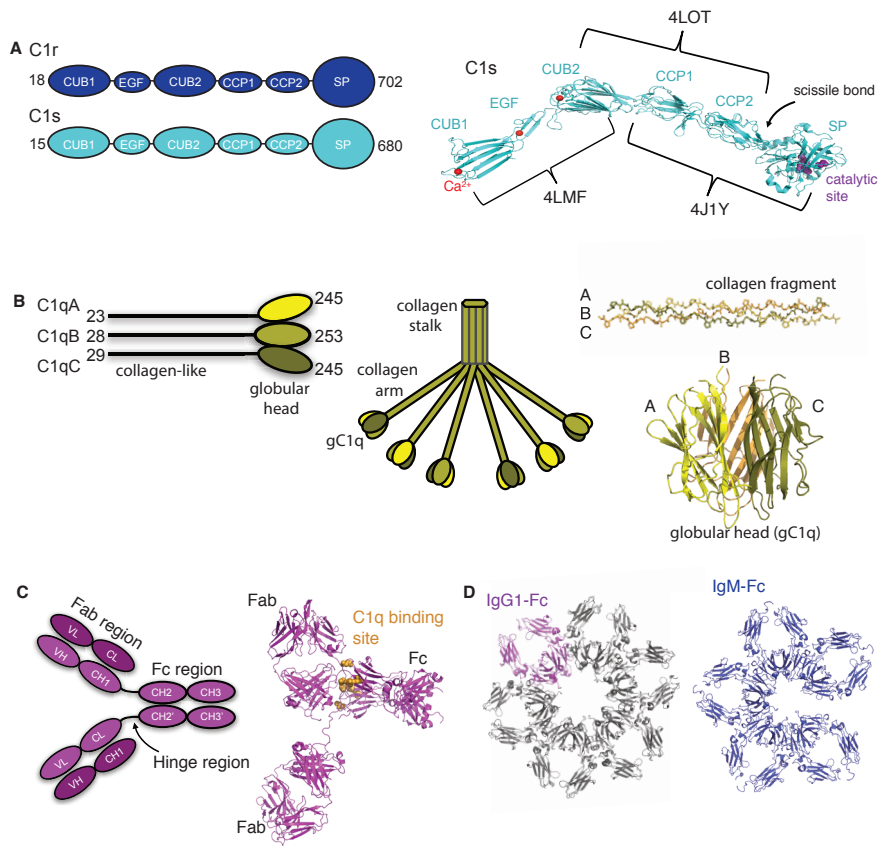 A
C1r
18
CUB1
EGF
CUB2
CCP1
CCP2
SP
702
C1s
15
CUB1
EGF
CUB2
CCP1
CCP2
SP
680
4LOT
C1s
CUB2
CCP1
EGF
CCP2
scissile bond
CUB1
SP
Ca²⁺
catalytic
site
4LMF
4J1Y
B
C1qA
23
245
C1qB
28
253
C1qC
29
245
collagen-like
globular
head
collagen
stalk
collagen
arm
gC1q
collagen fragment
A
B
C
B
A
C
globular head (gC1q)
C
Fab region
VL
CL
VH
CH1
Fc region
CH2
CH3
CH2'
CH3'
CL
VL
CH1
VH
Hinge region
Fab
C1q binding
site
Fc
Fab
D
IgG1-Fc
IgM-Fc